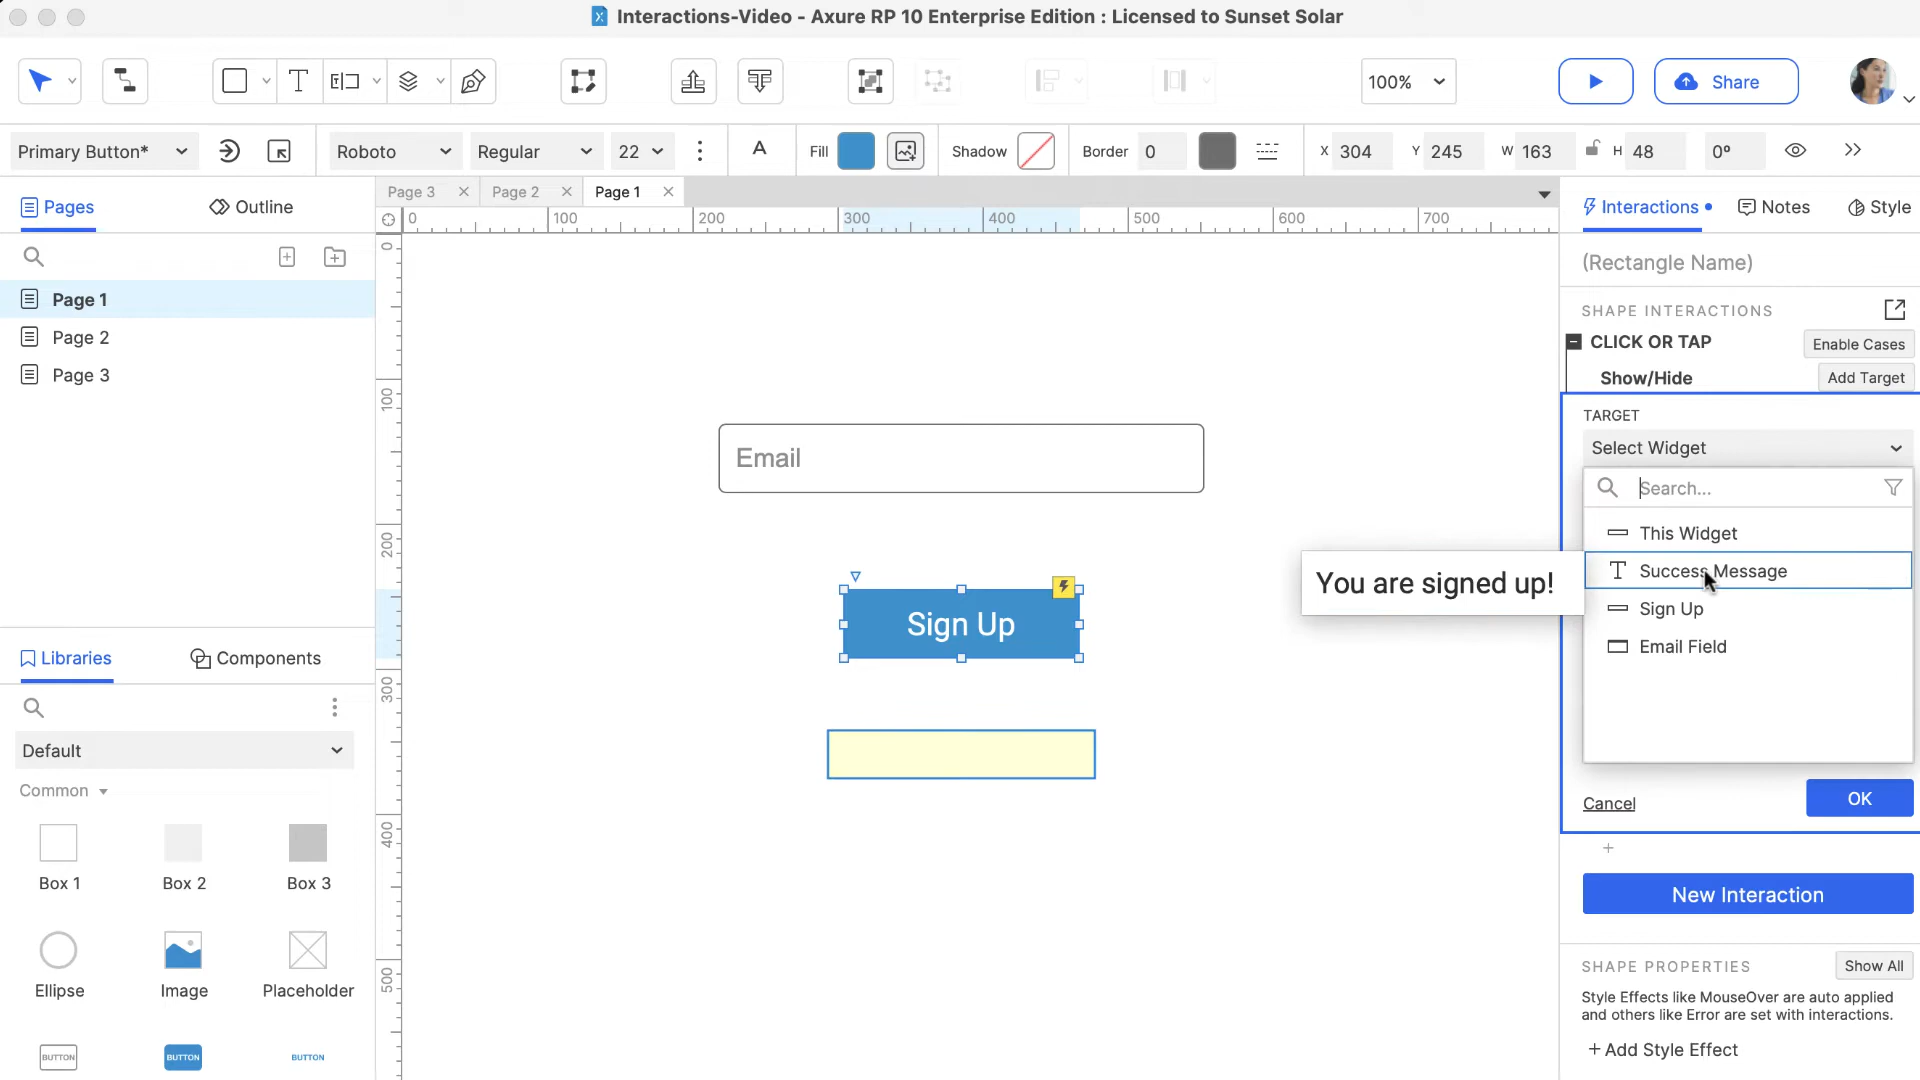 Interactions-Video - Axure RP 10 Enterprise Edition : Licensed to Sunset Solar
100%
Share
Primary Button*
Roboto
Regular
22
A
Fill
Shadow
Border
0
X
304
Y
245
W
163
H
48
0°
Pages
Outline
Page 1
Page 2
Page 3
Page 3
Page 2
Page 1
0
100
200
300
400
500
600
700
0
100
200
300
400
500
Email
Sign Up
You are signed up!
Libraries
Components
Default
Common
Box 1
Box 2
Box 3
Ellipse
Image
Placeholder
BUTTON
BUTTON
BUTTON
Interactions
Notes
Style
(Rectangle Name)
SHAPE INTERACTIONS
CLICK OR TAP
Enable Cases
Show/Hide
Add Target
TARGET
Select Widget
Search...
This Widget
Success Message
Sign Up
Email Field
Cancel
OK
+
New Interaction
SHAPE PROPERTIES
Show All
Style Effects like MouseOver are auto applied
and others like Error are set with interactions.
+ Add Style Effect